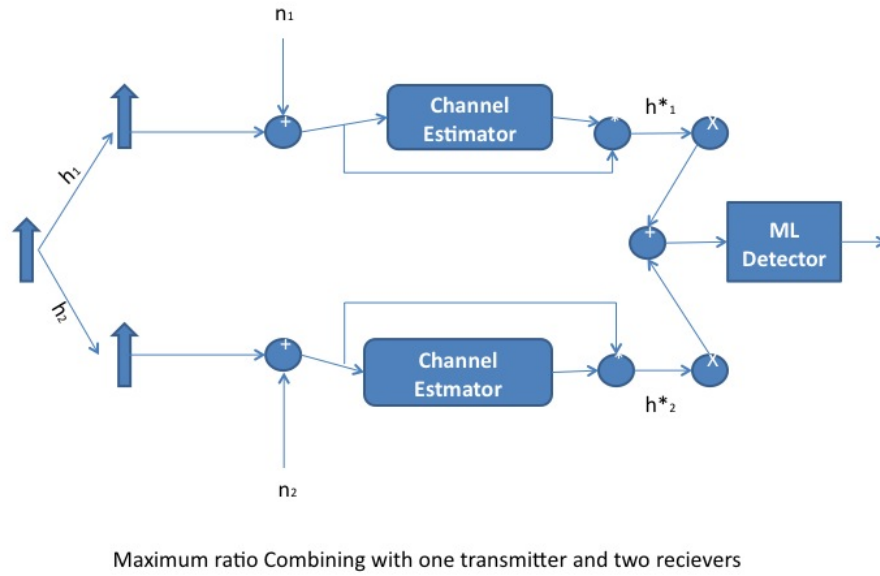 n₁
+
Channel
Estimator
*
h*₁
X
h₁
+
ML
Detector
h₂
+
Channel
Estmator
*
X
h*₂
n₂
Maximum ratio Combining with one transmitter and two recievers